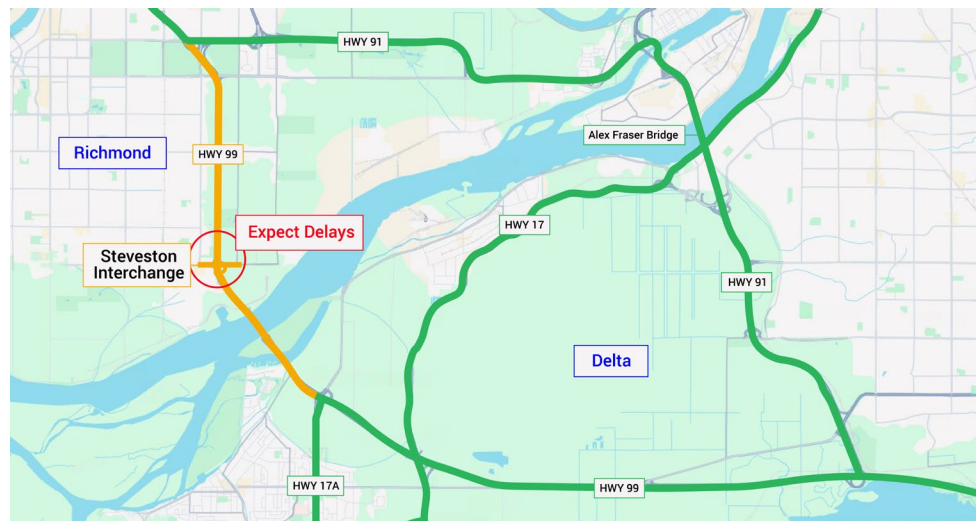 HWY 91
Alex Fraser Bridge
Richmond
HWY 99
HWY 17
Expect Delays
Steveston
Interchange
HWY 91
Delta
HWY 17A
HWY 99